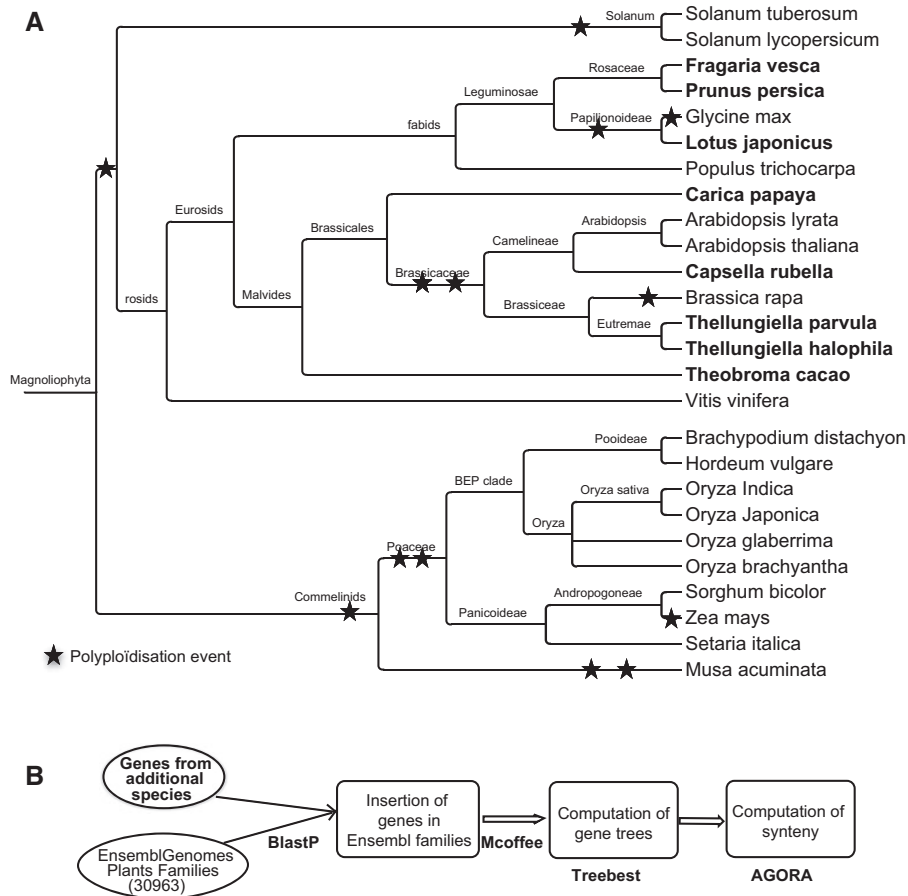 A
Solanum
Solanum tuberosum
Solanum lycopersicum
Rosaceae
Fragaria vesca
Prunus persica
Leguminosae
Papilionoideae
Glycine max
Lotus japonicus
fabids
Populus trichocarpa
Carica papaya
Eurosids
Brassicales
Arabidopsis
Arabidopsis lyrata
Arabidopsis thaliana
Camelineae
Capsella rubella
Brassicaceae
Brassica rapa
Malvides
rosids
Brassiceae
Eutremae
Thellungiella parvula
Thellungiella halophila
Theobroma cacao
Magnoliophyta
Vitis vinifera
Pooideae
Brachypodium distachyon
Hordeum vulgare
BEP clade
Oryza sativa
Oryza Indica
Oryza Japonica
Oryza
Oryza glaberrima
Poaceae
Oryza brachyantha
Commelinids
Andropogoneae
Sorghum bicolor
Panicoideae
Zea mays
Setaria italica
Polyploïdisation event
Musa acuminata
B
Genes from
additional
species
EnsemblGenomes
Plants Families
(30963)
BlastP
Insertion of
genes in
Ensembl families
Mcoffee
Computation of
gene trees
Treebest
Computation of
synteny
AGORA